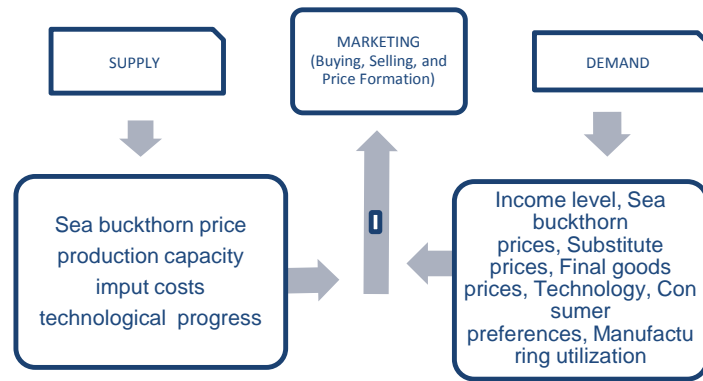 SUPPLY
MARKETING
(Buying, Selling, and
Price Formation)
DEMAND
Sea buckthorn price
production capacity
imput costs
technological progress
Income level, Sea
buckthorn
prices, Substitute
prices, Final goods
prices, Technology, Con
sumer
preferences, Manufactu
ring utilization